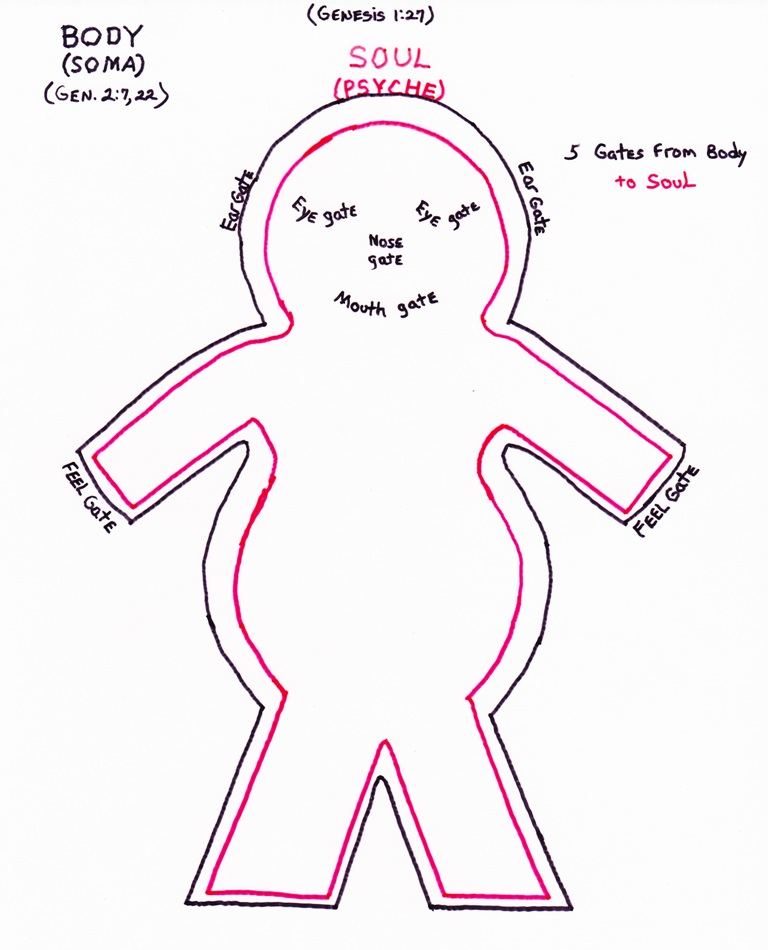 (GENESIS 1:27)
BODY
(SOMA)
(GEN. 2:7,22)
SOUL
(PSYCHE)
5 Gates From Body
to Soul
Ear Gate
Ear Gate
Eye gate
Eye gate
Nose
gate
Mouth gate
FEEL Gate
FEEL Gate